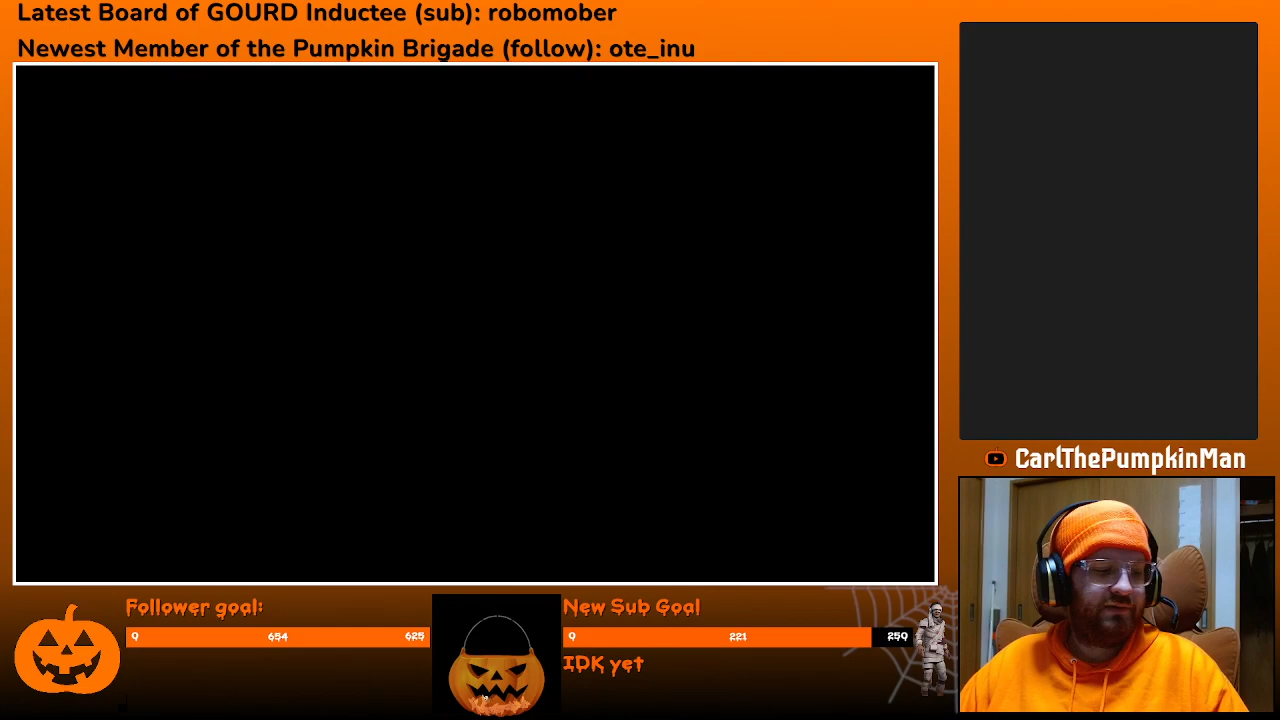 Latest Board of GOURD Inductee (sub): robomober
Newest Member of the Pumpkin Brigade (follow): ote_inu
CarlThePumpkinMan
Follower goal:
0 654 625
New Sub Goal
0 221 250
IDK yet